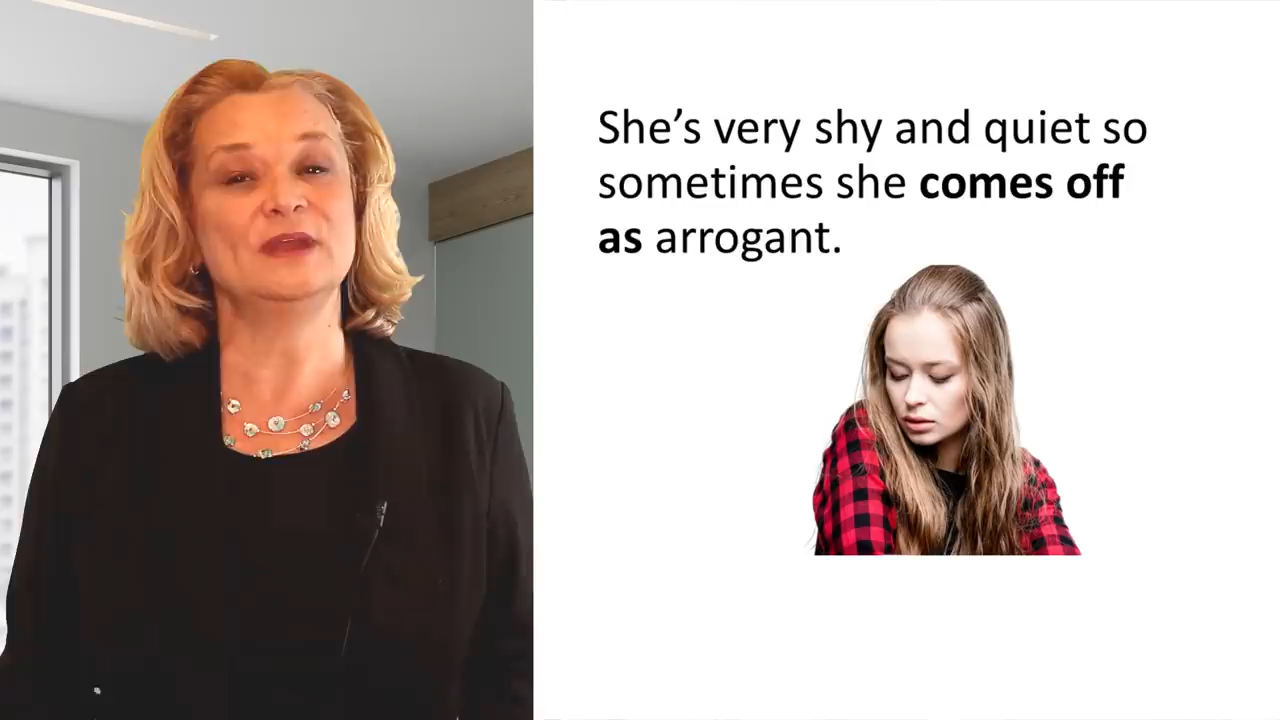 She’s very shy and quiet so
sometimes she comes off
as arrogant.